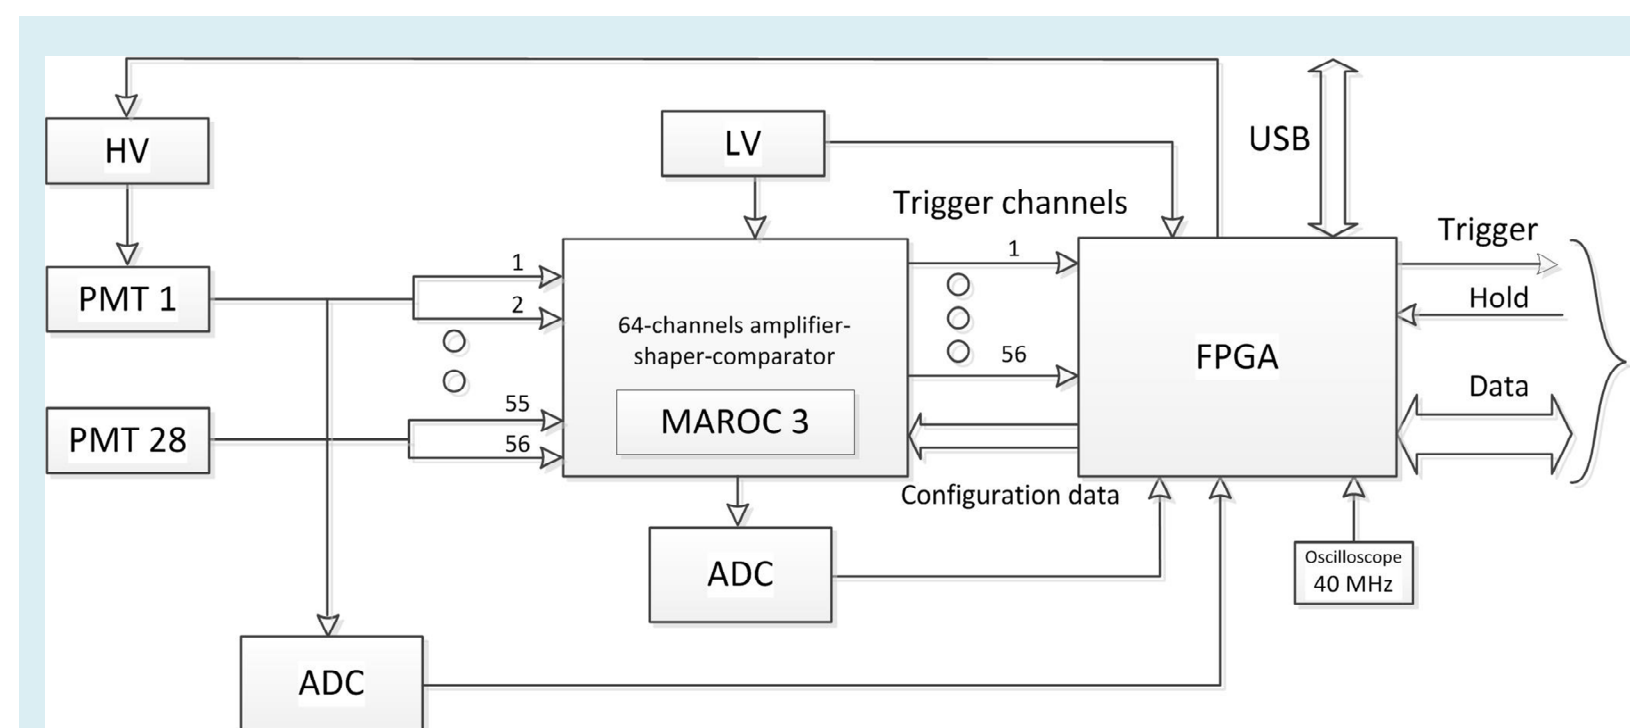 HV
LV
USB
Trigger channels
Trigger
PMT 1
1
2
1
Hold
64-channels amplifier-
shaper-comparator
56
FPGA
MAROC 3
Data
PMT 28
55
56
Configuration data
ADC
Oscilloscope
40 MHz
ADC